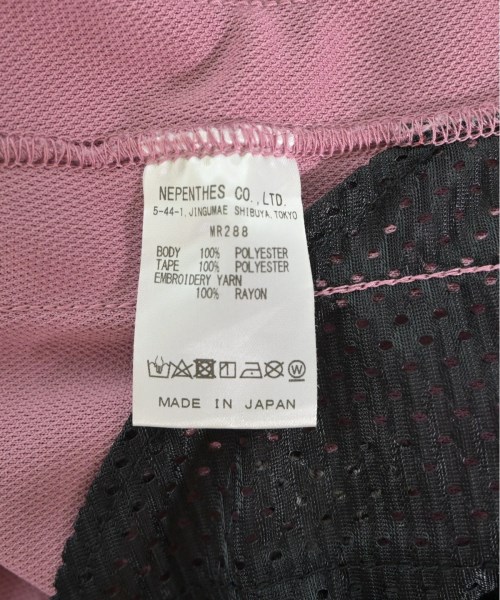 NEPENTHES CO.,LTD.
5-44-1, JINGUMAE SHIBUYA, TOKYO
MR288
BODY 100% POLYESTER
TAPE 100% POLYESTER
EMBROIDERY YARN
100% RAYON
W
MADE IN JAPAN